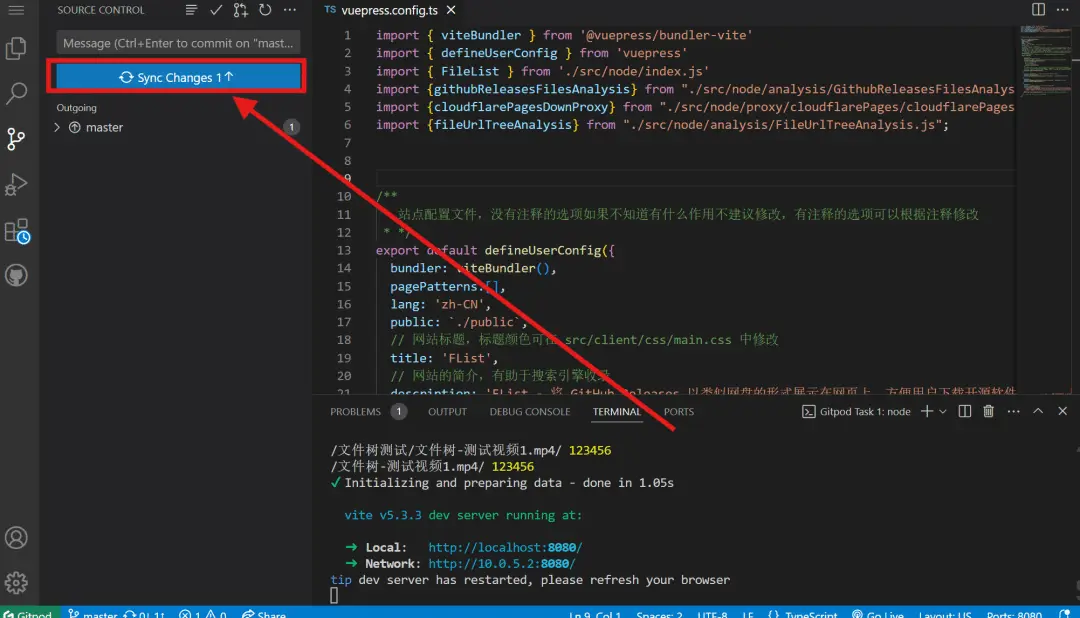 SOURCE CONTROL
Message (Ctrl+Enter to commit on "mast...
Sync Changes 1↑
Outgoing
master 1
TS vuepress.config.ts
1 import { viteBundler } from '@vuepress/bundler-vite'
2 import { defineUserConfig } from 'vuepress'
3 import { FileList } from './src/node/index.js'
4 import {githubReleasesFilesAnalysis} from "./src/node/analysis/GithubReleasesFilesAnalys
5 import {cloudflarePagesDownProxy} from "./src/node/proxy/cloudflarePages/cloudflarePages
6 import {fileUrlTreeAnalysis} from "./src/node/analysis/FileUrlTreeAnalysis.js";
7
8
9
10 /**
11 站点配置文件，没有注释的选项如果不知道有什么作用不建议修改，有注释的选项可以根据注释修改
12 * */
13 export default defineUserConfig({
14 bundler: viteBundler(),
15 pagePatterns:[],
16 lang: 'zh-CN',
17 public: `./public`,
18 // 网站标题，标题颜色可在 src/client/css/main.css 中修改
19 title: 'FList',
20 // 网站的简介，有助于搜索引擎收录
21 description: 'FList - 将 GitHub Releases 以类似网盘的形式展示在网页上，方便用户下载开源软件
PROBLEMS 1 OUTPUT DEBUG CONSOLE TERMINAL PORTS Gitpod Task 1: node
/文件树测试/文件树-测试视频1.mp4/ 123456
/文件树-测试视频1.mp4/ 123456
✓ Initializing and preparing data - done in 1.05s
vite v5.3.3 dev server running at:
➜ Local: http://localhost:8080/
➜ Network: http://10.0.5.2:8080/
tip dev server has restarted, please refresh your browser
Gitpod master 0↓ 1↑ 1 0 Share Ln 9, Col 1 Spaces: 2 UTF-8 LF {} TypeScript Go Live Layout: US Ports: 8080